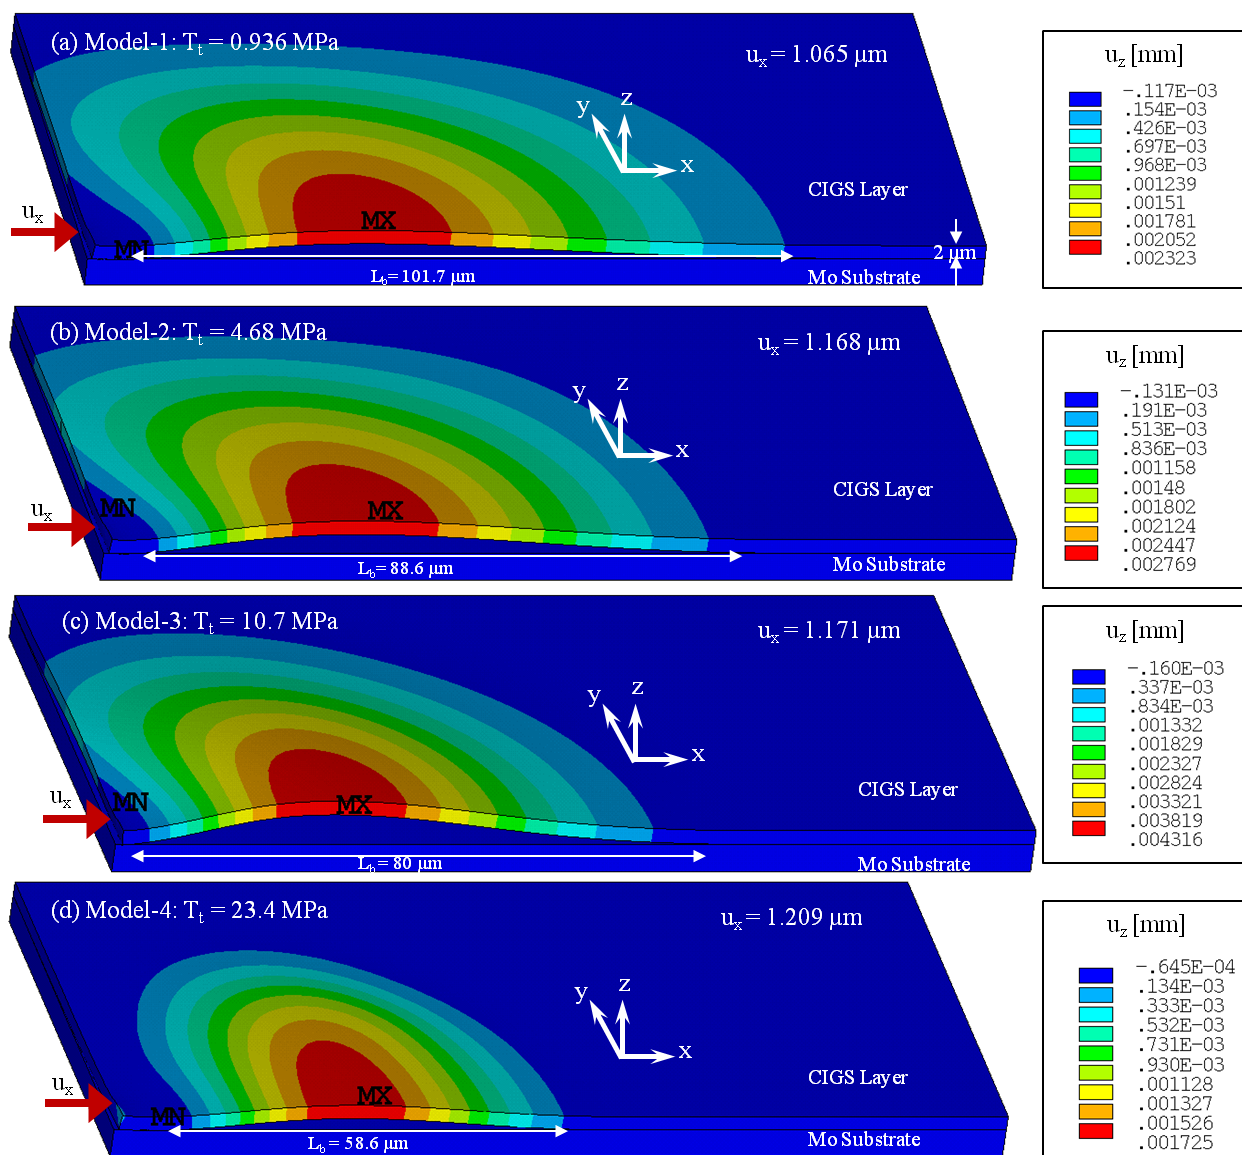 (a) Model-1: Tt = 0.936 MPa
ux = 1.065 µm
y
z
x
CIGS Layer
ux
MX
MN
2 µm
Lb= 101.7 µm
Mo Substrate
uz [mm]
-.117E-03
.154E-03
.426E-03
.697E-03
.968E-03
.001239
.00151
.001781
.002052
.002323
(b) Model-2: Tt = 4.68 MPa
ux = 1.168 µm
y
z
x
CIGS Layer
ux
MN
MX
Lb= 88.6 µm
Mo Substrate
uz [mm]
-.131E-03
.191E-03
.513E-03
.836E-03
.001158
.00148
.001802
.002124
.002447
.002769
(c) Model-3: Tt = 10.7 MPa
ux = 1.171 µm
y
z
x
CIGS Layer
ux
MN
MX
Lb= 80 µm
Mo Substrate
uz [mm]
-.160E-03
.337E-03
.834E-03
.001332
.001829
.002327
.002824
.003321
.003819
.004316
(d) Model-4: Tt = 23.4 MPa
ux = 1.209 µm
y
z
x
CIGS Layer
ux
MX
MN
Lb= 58.6 µm
Mo Substrate
uz [mm]
-.645E-04
.134E-03
.333E-03
.532E-03
.731E-03
.930E-03
.001128
.001327
.001526
.001725